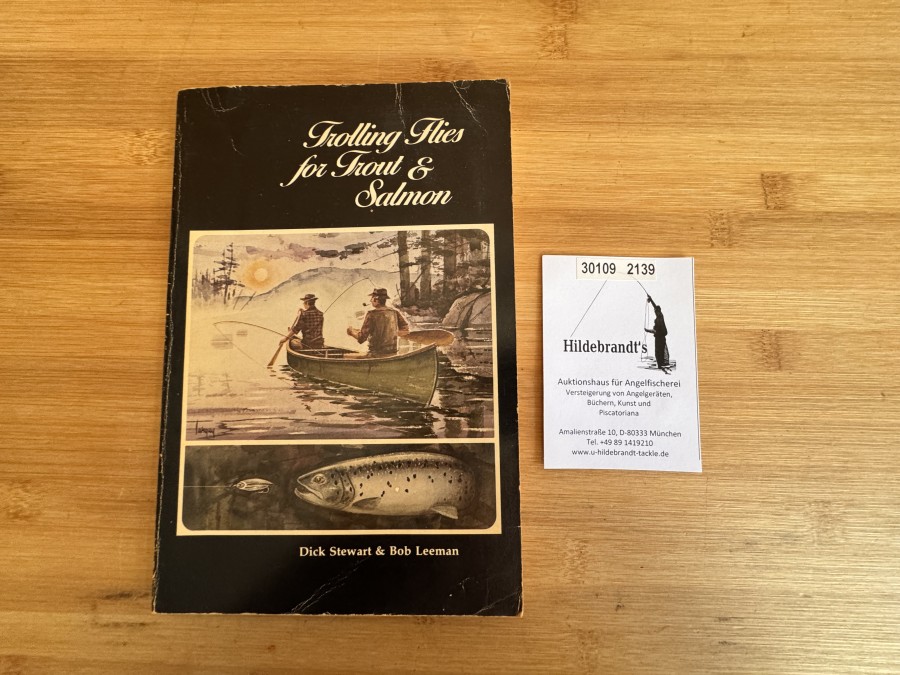 Trolling Flies
for Trout &
Salmon
Dick Stewart & Bob Leeman
30109 2139
Hildebrandt's
Auktionshaus für Angelfischerei
Versteigerung von Angelgeräten,
Büchern, Kunst und
Piscatoriana
Amalienstraße 10, D-80333 München
Tel. +49 89 1419210
www.u-hildebrandt-tackle.de